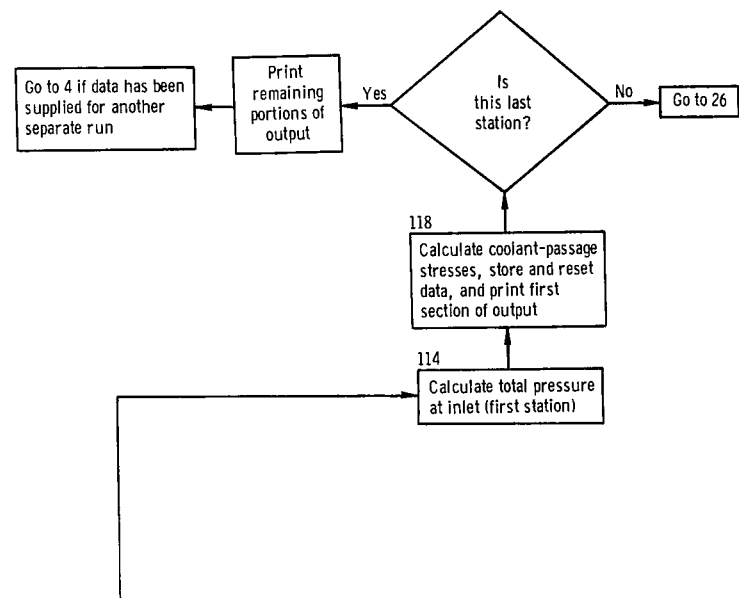 Go to 4 if data has been
supplied for another
separate run
Print
remaining
portions of
output
Yes
Is
this last
station?
No
Go to 26
118
Calculate coolant-passage
stresses, store and reset
data, and print first
section of output
114
Calculate total pressure
at inlet (first station)